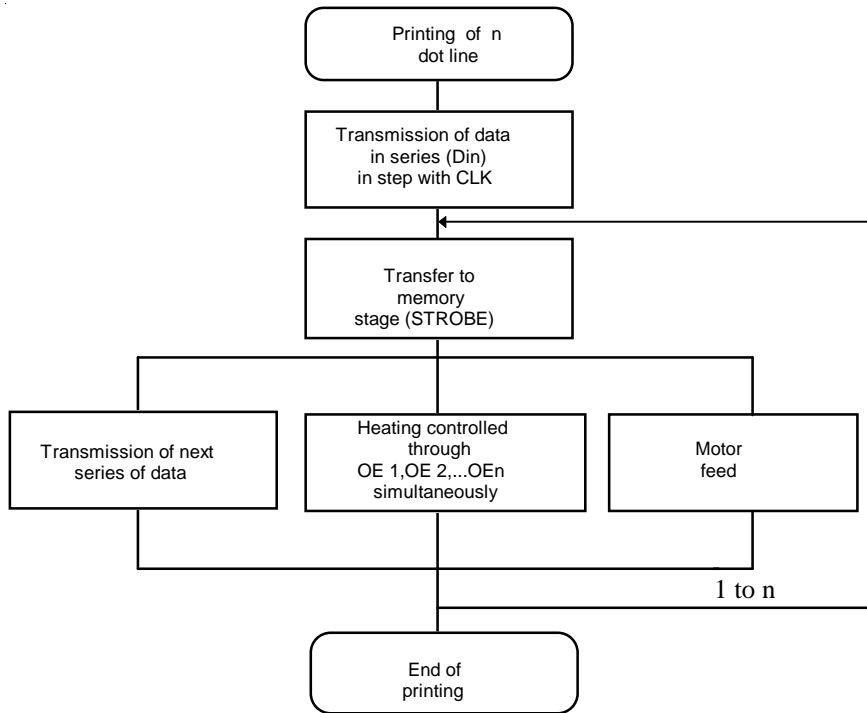 Printing of n
dot line
Transmission of data
in series (Din)
in step with CLK
Transfer to
memory
stage (STROBE)
Transmission of next
series of data
Heating controlled
through
OE 1,OE 2,...OEn
simultaneously
Motor
feed
1 to n
End of
printing